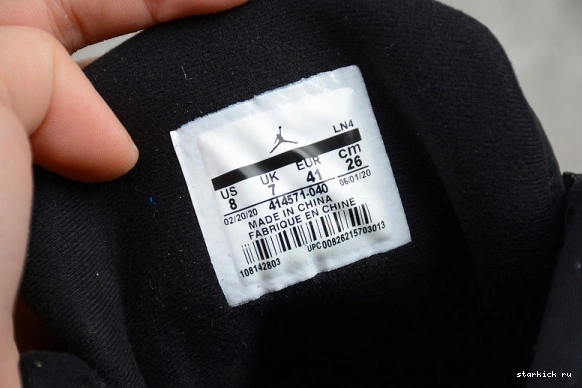 LN4
US UK EUR cm
8 7 41 26
02/20/20 414571-040 06/01/20
MADE IN CHINA
FABRIQUE EN CHINE
108142803 UPC00826215703013
starkick ru